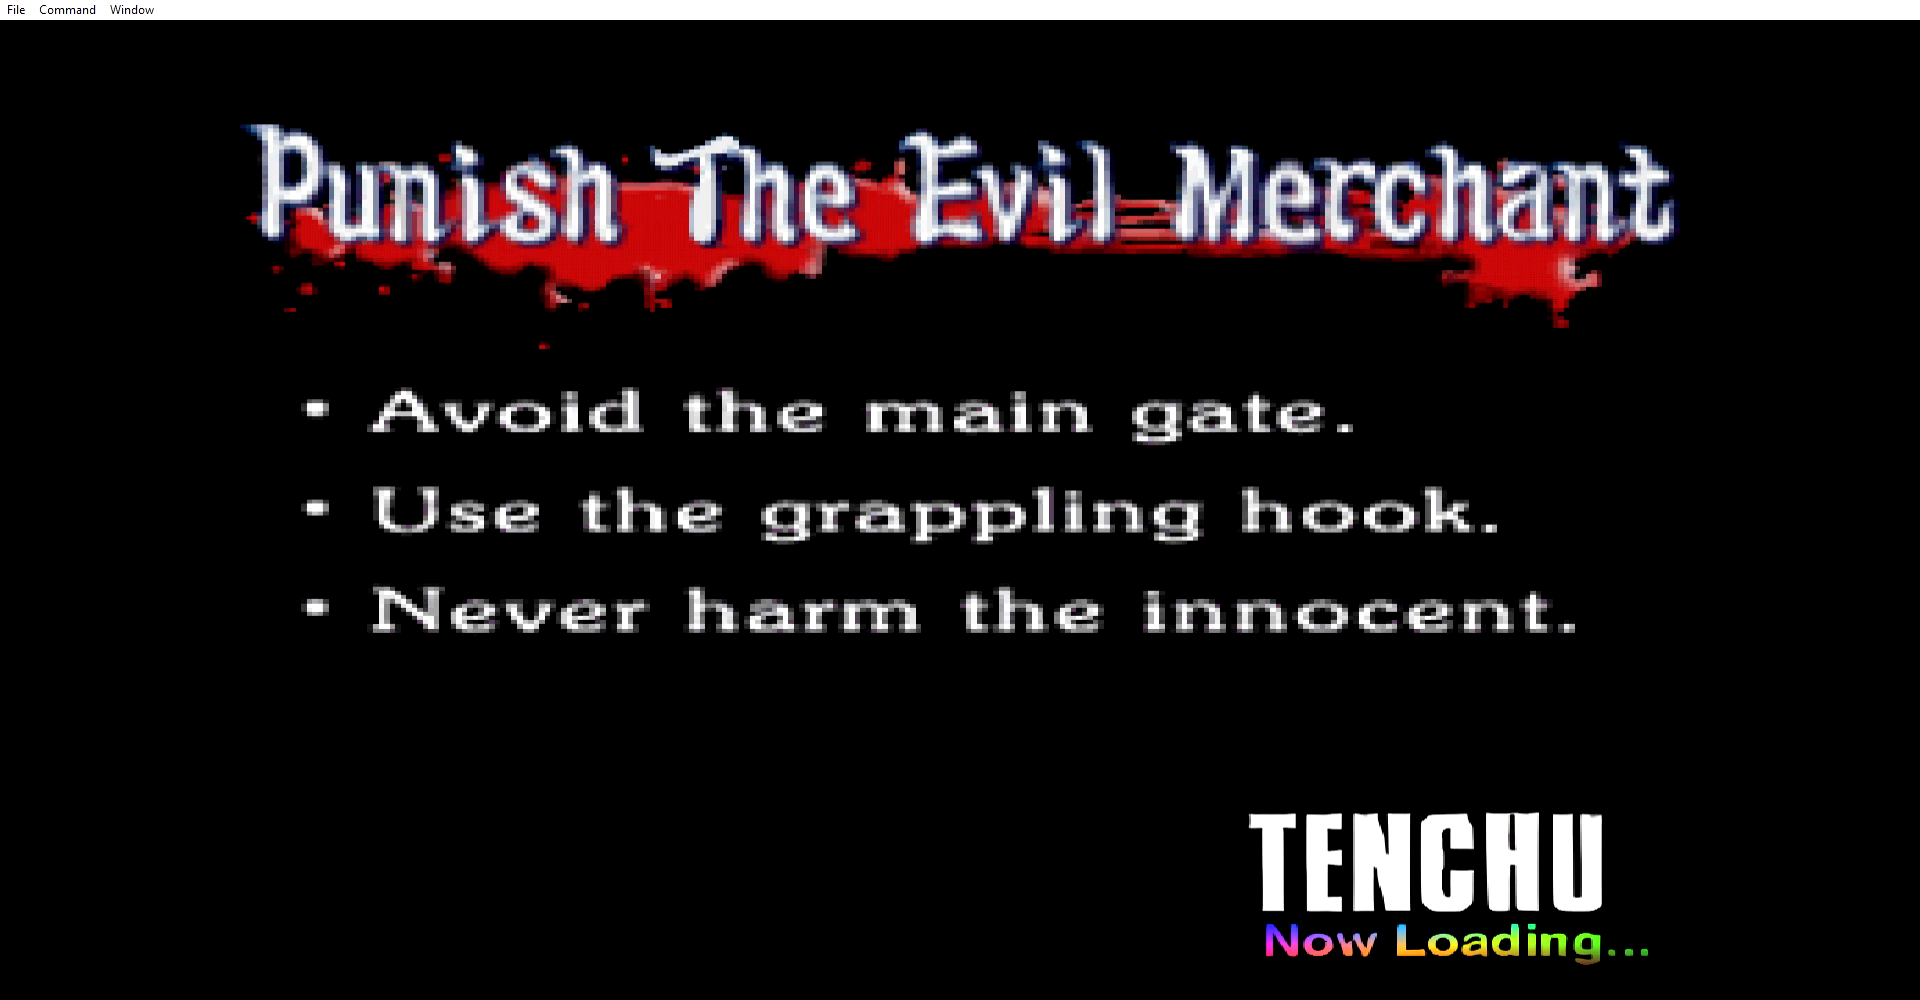 File Command Window
Punish The Evil Merchant
• Avoid the main gate.
• Use the grappling hook.
• Never harm the innocent.
TENCHU
Now Loading...